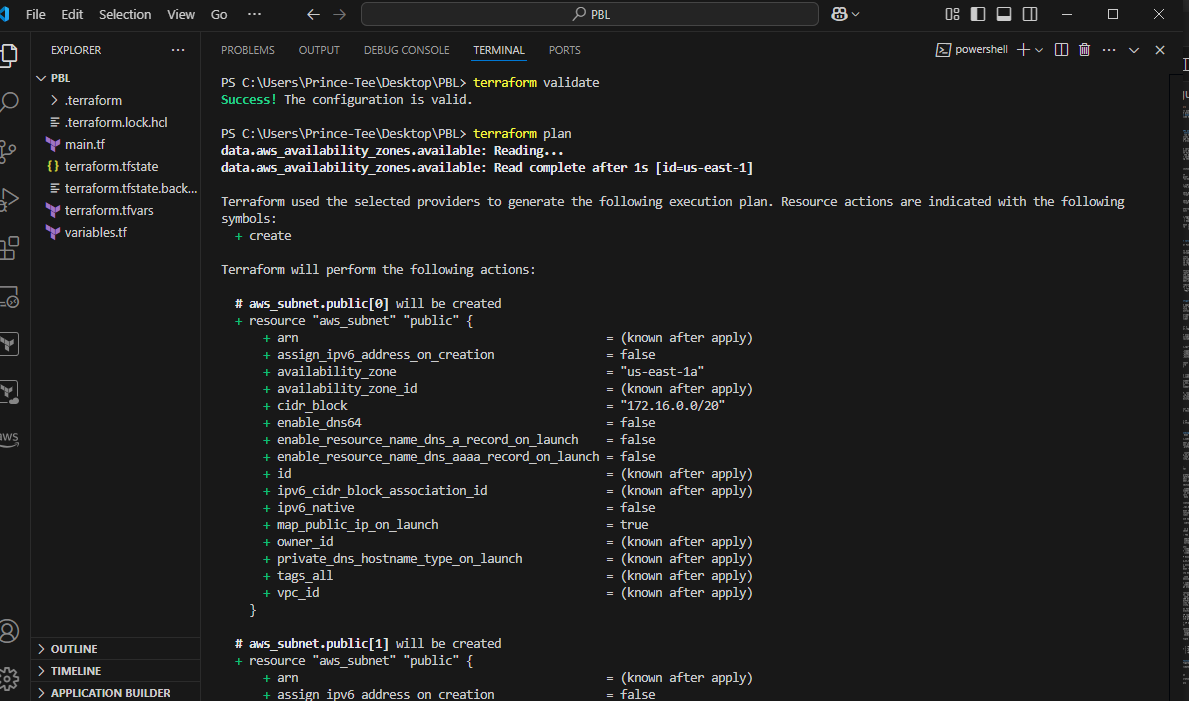 File Edit Selection View Go ··· PBL
EXPLORER ···
PBL
.terraform
.terraform.lock.hcl
main.tf
terraform.tfstate
terraform.tfstate.back...
terraform.tfvars
variables.tf
aws
OUTLINE
TIMELINE
APPLICATION BUILDER
PROBLEMS OUTPUT DEBUG CONSOLE TERMINAL PORTS powershell
PS C:\Users\Prince-Tee\Desktop\PBL> terraform validate
Success! The configuration is valid.
PS C:\Users\Prince-Tee\Desktop\PBL> terraform plan
data.aws_availability_zones.available: Reading...
data.aws_availability_zones.available: Read complete after 1s [id=us-east-1]
Terraform used the selected providers to generate the following execution plan. Resource actions are indicated with the following
symbols:
+ create
Terraform will perform the following actions:
# aws_subnet.public[0] will be created
+ resource "aws_subnet" "public" {
+ arn = (known after apply)
+ assign_ipv6_address_on_creation = false
+ availability_zone = "us-east-1a"
+ availability_zone_id = (known after apply)
+ cidr_block = "172.16.0.0/20"
+ enable_dns64 = false
+ enable_resource_name_dns_a_record_on_launch = false
+ enable_resource_name_dns_aaaa_record_on_launch = false
+ id = (known after apply)
+ ipv6_cidr_block_association_id = (known after apply)
+ ipv6_native = false
+ map_public_ip_on_launch = true
+ owner_id = (known after apply)
+ private_dns_hostname_type_on_launch = (known after apply)
+ tags_all = (known after apply)
+ vpc_id = (known after apply)
}
# aws_subnet.public[1] will be created
+ resource "aws_subnet" "public" {
+ arn = (known after apply)
+ assign_ipv6_address_on_creation = false